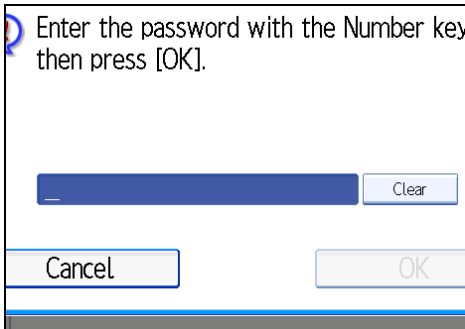 Enter the password with the Number key
then press [OK].
_
Clear
Cancel
OK